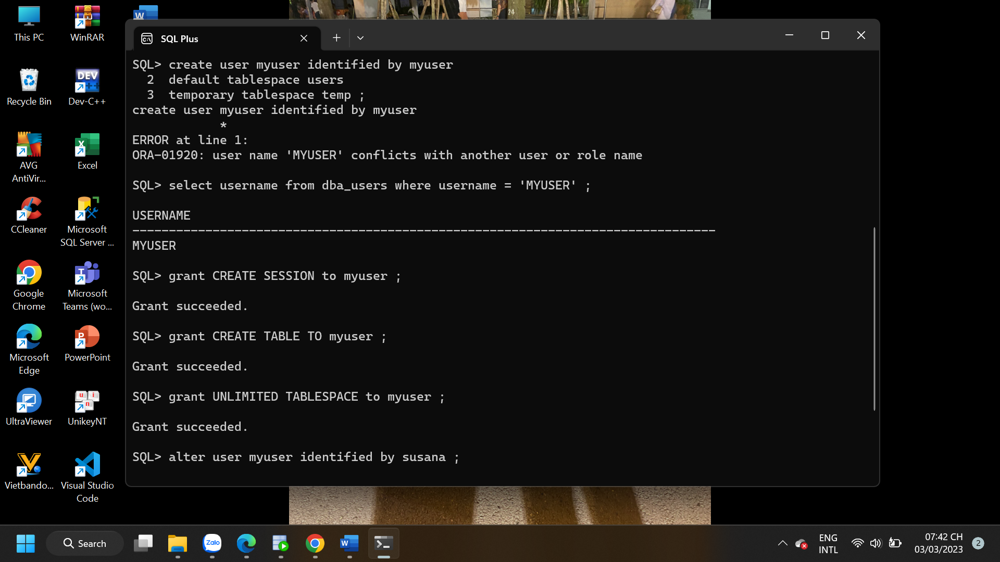 This PC
WinRAR
Recycle Bin
DEV
Dev-C++
AVG
AntiVir...
Excel
CCleaner
Microsoft
SQL Server ...
Google
Chrome
Microsoft
Teams (wo...
Microsoft
Edge
PowerPoint
UltraViewer
UnikeyNT
Vietbando...
Visual Studio
Code
24
SQL Plus
SQL> create user myuser identified by myuser
2 default tablespace users
3 temporary tablespace temp ;
create user myuser identified by myuser
*
ERROR at line 1:
ORA-01920: user name 'MYUSER' conflicts with another user or role name
SQL> select username from dba_users where username = 'MYUSER' ;
USERNAME
--------------------------------------------------------------------------------
MYUSER
SQL> grant CREATE SESSION to myuser ;
Grant succeeded.
SQL> grant CREATE TABLE TO myuser ;
Grant succeeded.
SQL> grant UNLIMITED TABLESPACE to myuser ;
Grant succeeded.
SQL> alter user myuser identified by susana ;
Search
Zalo
ENG
INTL
07:42 CH
03/03/2023
2